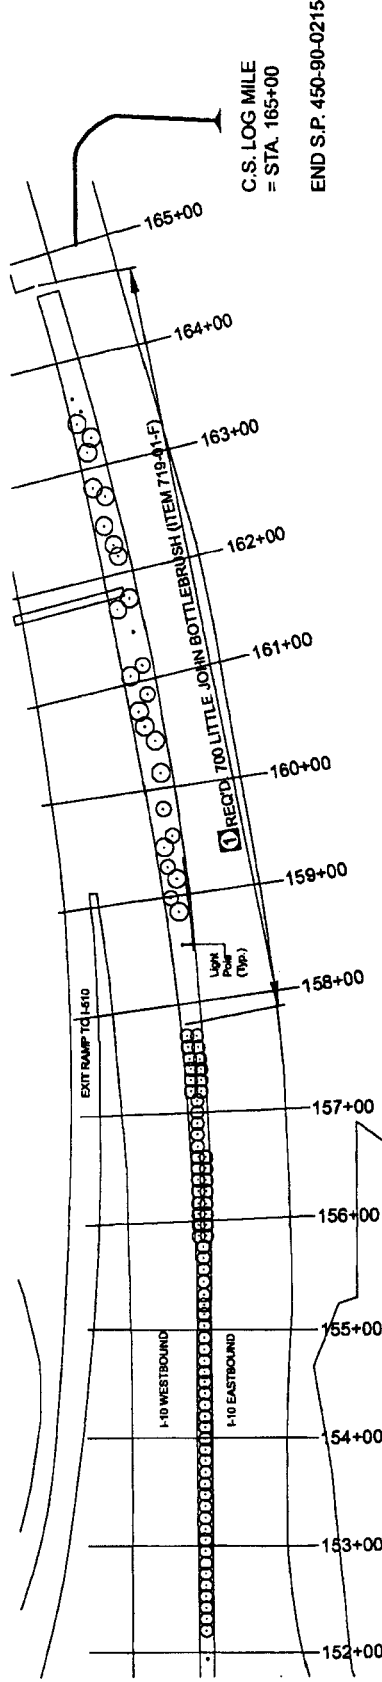 C.S. LOG MILE
= STA. 165+00
END S.P. 450-90-0215
165+00
164+00
163+00
162+00
161+00
160+00
159+00
158+00
157+00
156+00
155+00
154+00
153+00
152+00
1 REQ'D. 700 LITTLE JOHN BOTTLEBRUSH (ITEM 719-01-F)
Light
Pole
(Typ.)
EXIT RAMP TO I-510
I-10 WESTBOUND
I-10 EASTBOUND